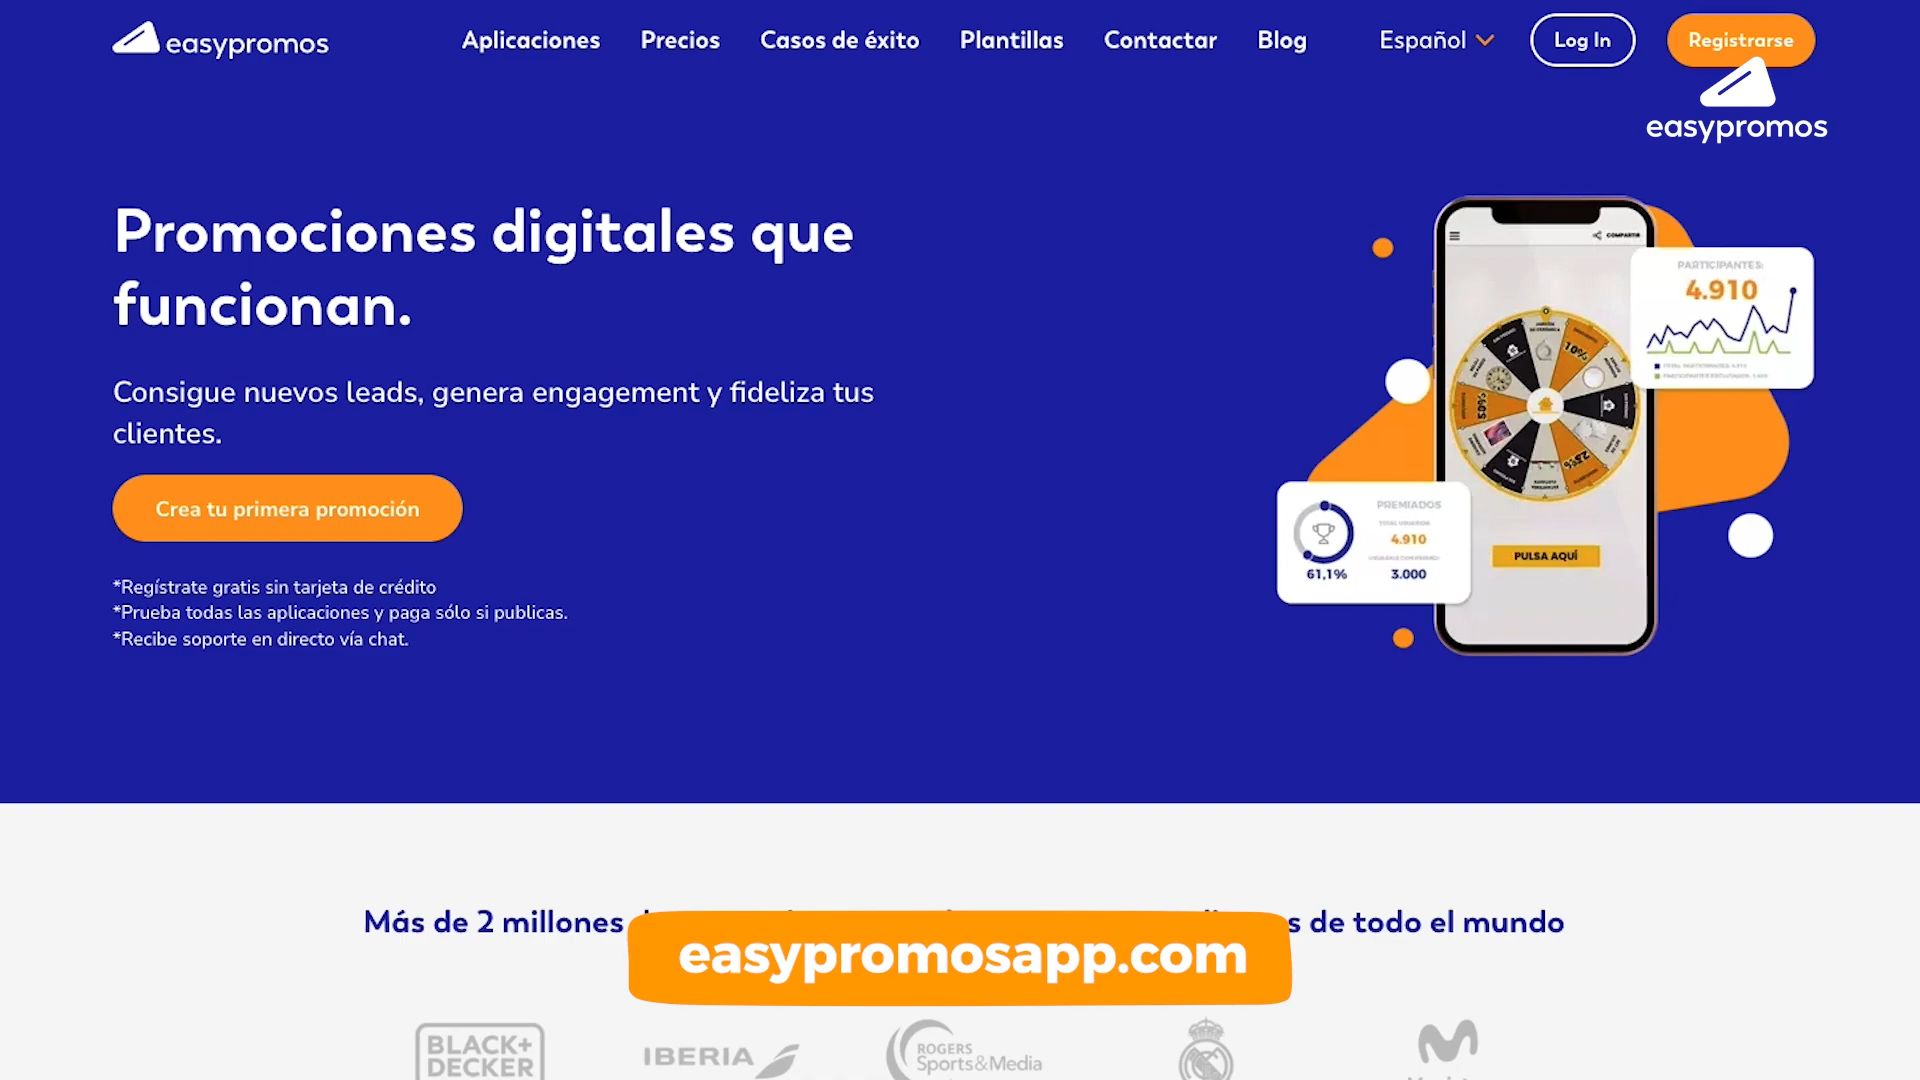 easypromos
Aplicaciones
Precios
Casos de éxito
Plantillas
Contactar
Blog
Español
Log In
Registrarse
easypromos
Promociones digitales que
funcionan.
Consigue nuevos leads, genera engagement y fideliza tus
clientes.
Crea tu primera promoción
*Regístrate gratis sin tarjeta de crédito
*Prueba todas las aplicaciones y paga sólo si publicas.
*Recibe soporte en directo vía chat.
COMPARTIR
PARTICIPANTES:
4.910
10%
50%
25%
PREMIADOS
4.910
61,1%
3.000
PULSA AQUÍ
Más de 2 millones
de todo el mundo
easypromosapp.com
BLACK+
DECKER
IBERIA
ROGERS
Sports&Media